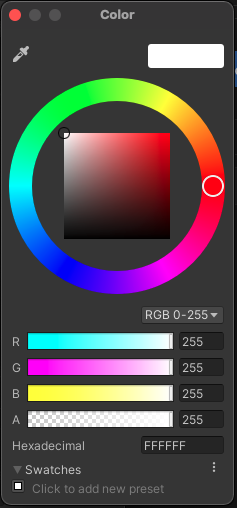 Color
RGB 0-255
R 255
G 255
B 255
A 255
Hexadecimal FFFFFF
Swatches
Click to add new preset